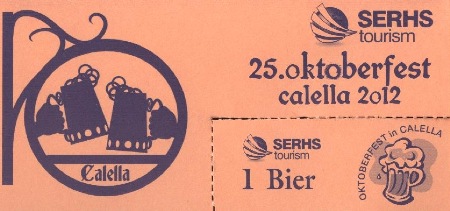 Calella
SERHS
tourism
25.oktoberfest
calella 2012
SERHS
tourism
1 Bier
OKTOBERFEST in CALELLA